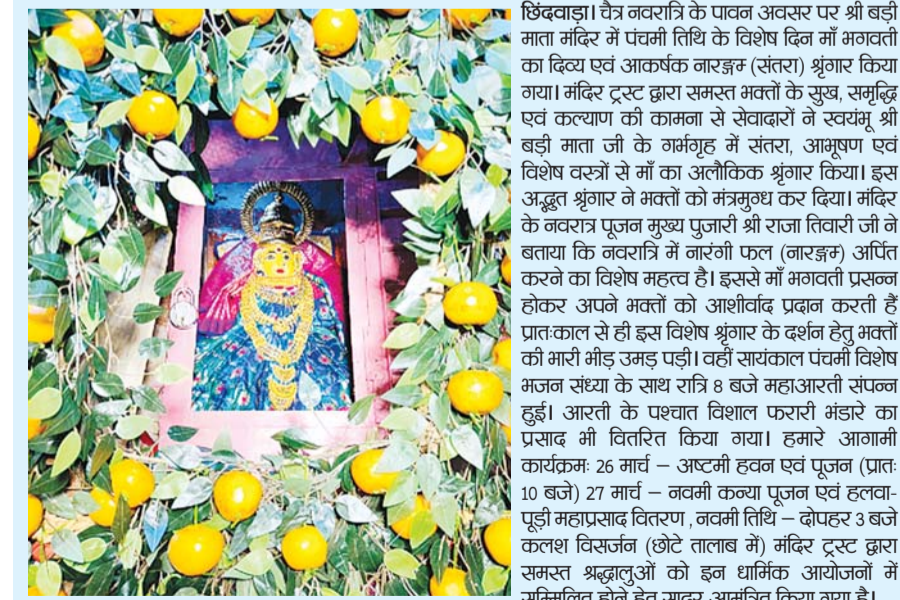 छिंदवाड़ा। चैत्र नवरात्रि के पावन अवसर पर श्री बड़ी
माता मंदिर में पंचमी तिथि के विशेष दिन माँ भगवती
का दिव्य एवं आकर्षक नारङ्गम (संतरा) श्रृंगार किया
गया। मंदिर ट्रस्ट द्वारा समस्त भक्तों के सुख, समृद्धि
एवं कल्याण की कामना से सेवादारों ने स्वयंभू श्री
बड़ी माता जी के गर्भगृह में संतरा, आभूषण एवं
विशेष वस्त्रों से माँ का अलौकिक श्रृंगार किया। इस
अद्भुत श्रृंगार ने भक्तों को मंत्रमुग्ध कर दिया। मंदिर
के नवरात्र पूजन मुख्य पुजारी श्री राजा तिवारी जी ने
बताया कि नवरात्रि में नारंगी फल (नारङ्गम) अर्पित
करने का विशेष महत्व है। इससे माँ भगवती प्रसन्न
होकर अपने भक्तों को आशीर्वाद प्रदान करती हैं
प्रातःकाल से ही इस विशेष श्रृंगार के दर्शन हेतु भक्तों
की भारी भीड़ उमड़ पड़ी। वहीं सायंकाल पंचमी विशेष
भजन संध्या के साथ रात्रि 8 बजे महाआरती संपन्न
हुई। आरती के पश्चात विशाल फरारी भंडारे का
प्रसाद भी वितरित किया गया। हमारे आगामी
कार्यक्रमः 26 मार्च – अष्टमी हवन एवं पूजन (प्रातः
10 बजे) 27 मार्च – नवमी कन्या पूजन एवं हलवा-
पूड़ी महाप्रसाद वितरण , नवमी तिथि – दोपहर 3 बजे
कलश विसर्जन (छोटे तालाब में) मंदिर ट्रस्ट द्वारा
समस्त श्रद्धालुओं को इन धार्मिक आयोजनों में
सम्मिलित होने हेतु सादर आमंत्रित किया गया है।